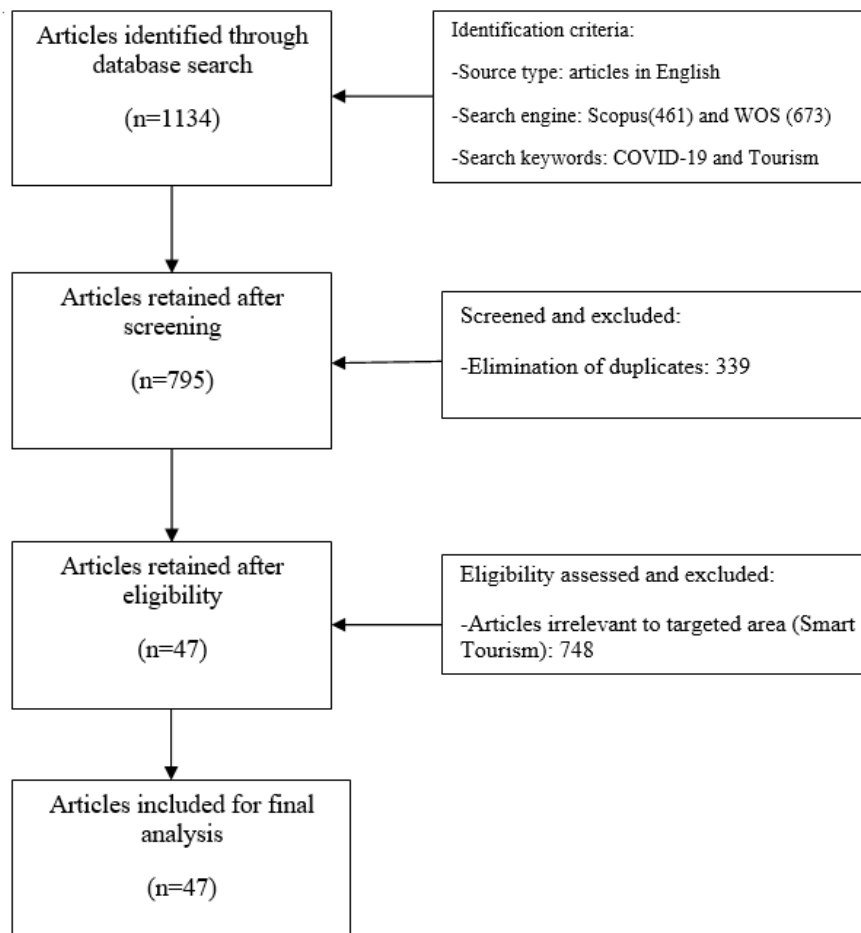 Articles identified through
database search
(n=1134)
Identification criteria:
-Source type: articles in English
-Search engine: Scopus(461) and WOS (673)
-Search keywords: COVID-19 and Tourism
Articles retained after
screening
(n=795)
Screened and excluded:
-Elimination of duplicates: 339
Articles retained after
eligibility
(n=47)
Eligibility assessed and excluded:
-Articles irrelevant to targeted area (Smart
Tourism): 748
Articles included for final
analysis
(n=47)